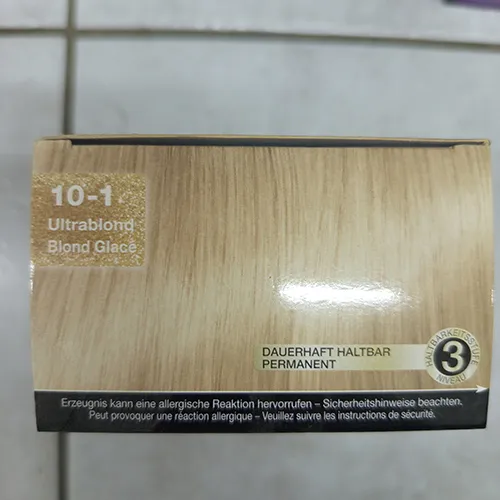 10-1
Ultrablond
Blond Glacé
DAUERHAFT HALTBAR
PERMANENT
HALTBARKEITSSTUFE
3
NIVEAU
Erzeugnis kann eine allergische Reaktion hervorrufen – Sicherheitshinweise beachten.
Peut provoquer une réaction allergique – Veuillez suivre les instructions de sécurité.